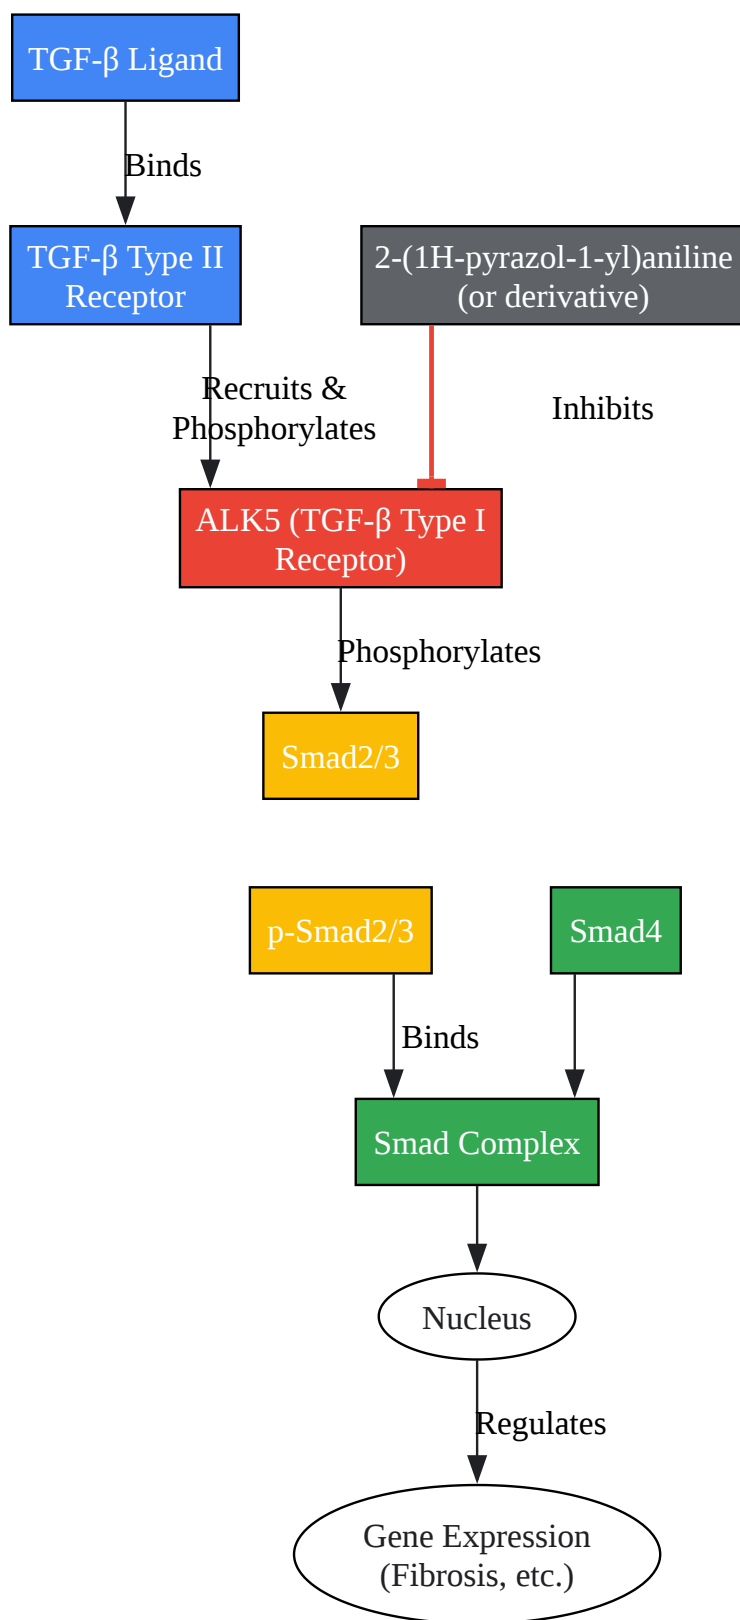 TGF-β Ligand
Binds
TGF-β Type II
Receptor
2-(1H-pyrazol-1-yl)aniline
(or derivative)
Recruits &
Phosphorylates
Inhibits
ALK5 (TGF-β Type I
Receptor)
Phosphorylates
Smad2/3
p-Smad2/3
Smad4
Binds
Smad Complex
Nucleus
Regulates
Gene Expression
(Fibrosis, etc.)